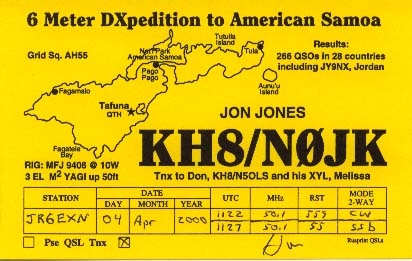 6 Meter DXpedition to American Samoa
Grid Sq. AH55
Tutuila
Island
Results:
266 QSOs in 28 countries
including JY9NX, Jordan
Nat'l Park
American Samoa
Tula
Pago
Pago
Aunu'u
Island
Fagamalo
Tafuna
QTH
JON JONES
KH8/NØJK
Fagatele
Bay
RIG: MFJ 9406 @ 10W
3 EL M² YAGI up 50ft
Tnx to Don, KH8/N5OLS and his XYL, Melissa
STATION DATE UTC MHz RST MODE
DAY MONTH YEAR 2-WAY
JR6EXN 04 Apr 2000 1122 50.1 559 CW
1127 50.1 55 SSb
Pse QSL Tnx
Rusprint QSLs